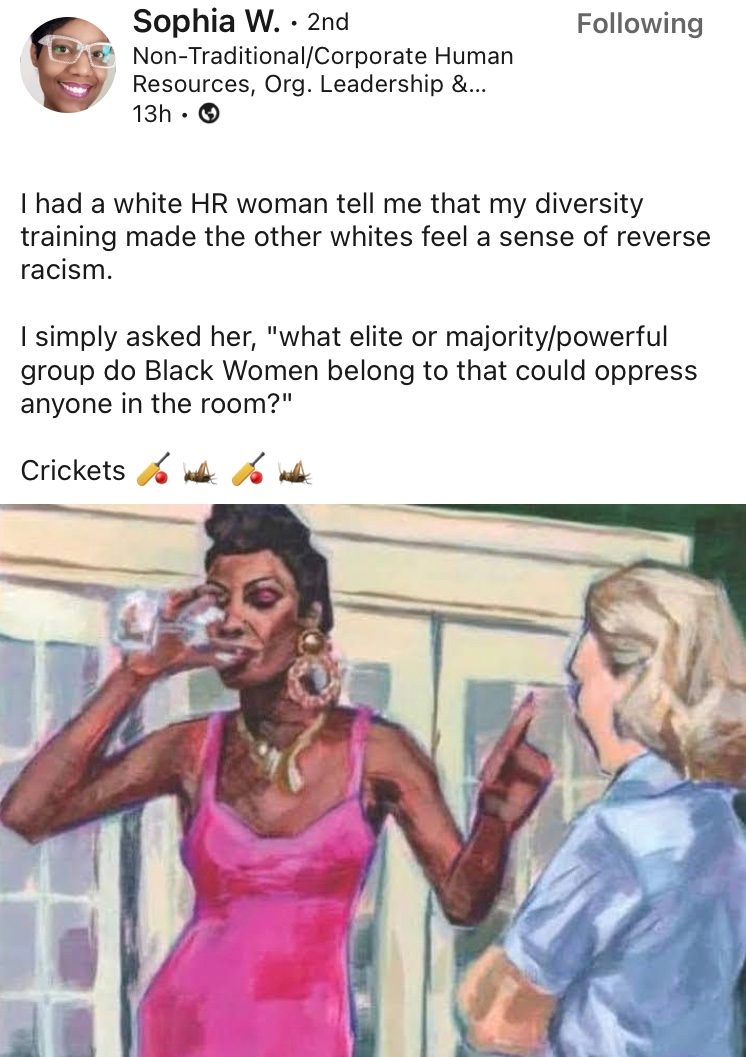 Sophia W. • 2nd
Following
Non-Traditional/Corporate Human
Resources, Org. Leadership &...
13h •
I had a white HR woman tell me that my diversity
training made the other whites feel a sense of reverse
racism.
I simply asked her, "what elite or majority/powerful
group do Black Women belong to that could oppress
anyone in the room?"
Crickets 🏏 🦗 🏏 🦗